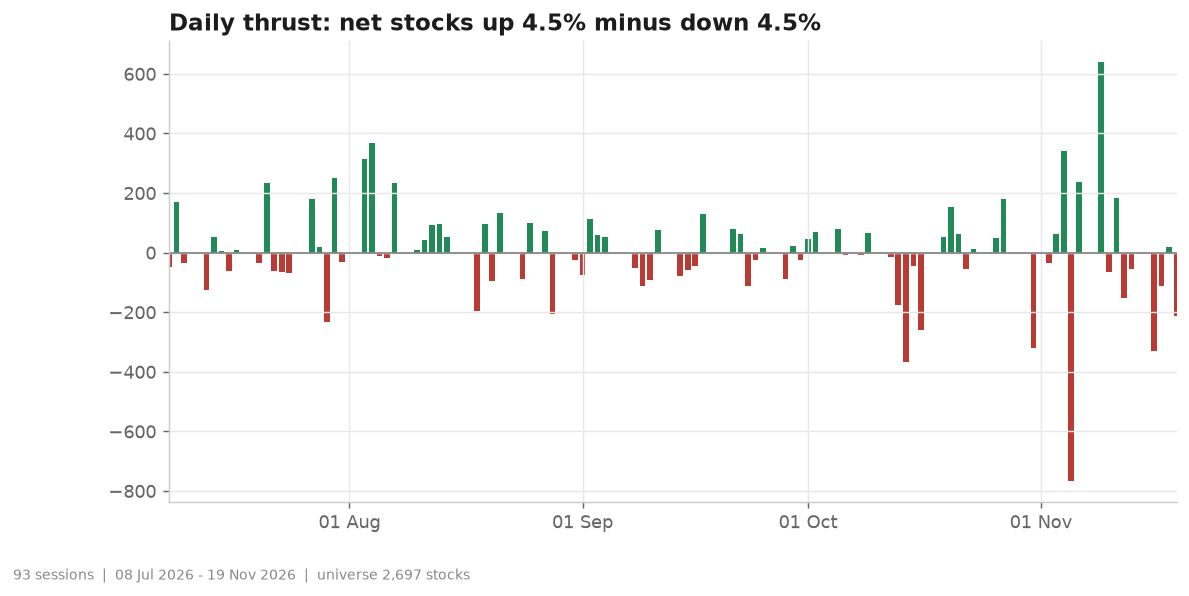 Daily thrust: net stocks up 4.5% minus down 4.5%
600
400
200
0
−200
−400
−600
−800
01 Aug
01 Sep
01 Oct
01 Nov
93 sessions | 08 Jul 2026 - 19 Nov 2026 | universe 2,697 stocks